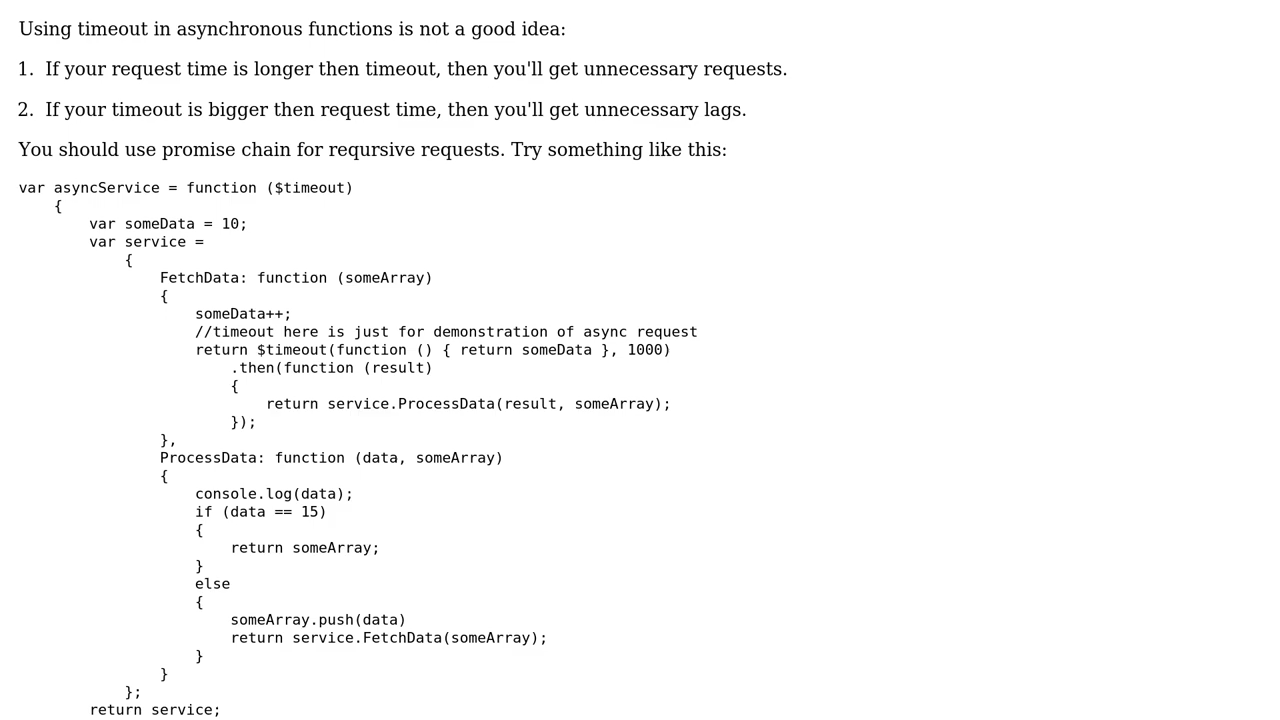 Using timeout in asynchronous functions is not a good idea:
1. If your request time is longer then timeout, then you'll get unnecessary requests.
2. If your timeout is bigger then request time, then you'll get unnecessary lags.
You should use promise chain for reqursive requests. Try something like this:
var asyncService = function ($timeout)
    {
        var someData = 10;
        var service =
            {
                FetchData: function (someArray)
                {
                    someData++;
                    //timeout here is just for demonstration of async request
                    return $timeout(function () { return someData }, 1000)
                        .then(function (result)
                        {
                            return service.ProcessData(result, someArray);
                        });
                },
                ProcessData: function (data, someArray)
                {
                    console.log(data);
                    if (data == 15)
                    {
                        return someArray;
                    }
                    else
                    {
                        someArray.push(data)
                        return service.FetchData(someArray);
                    }
                }
            };
        return service;